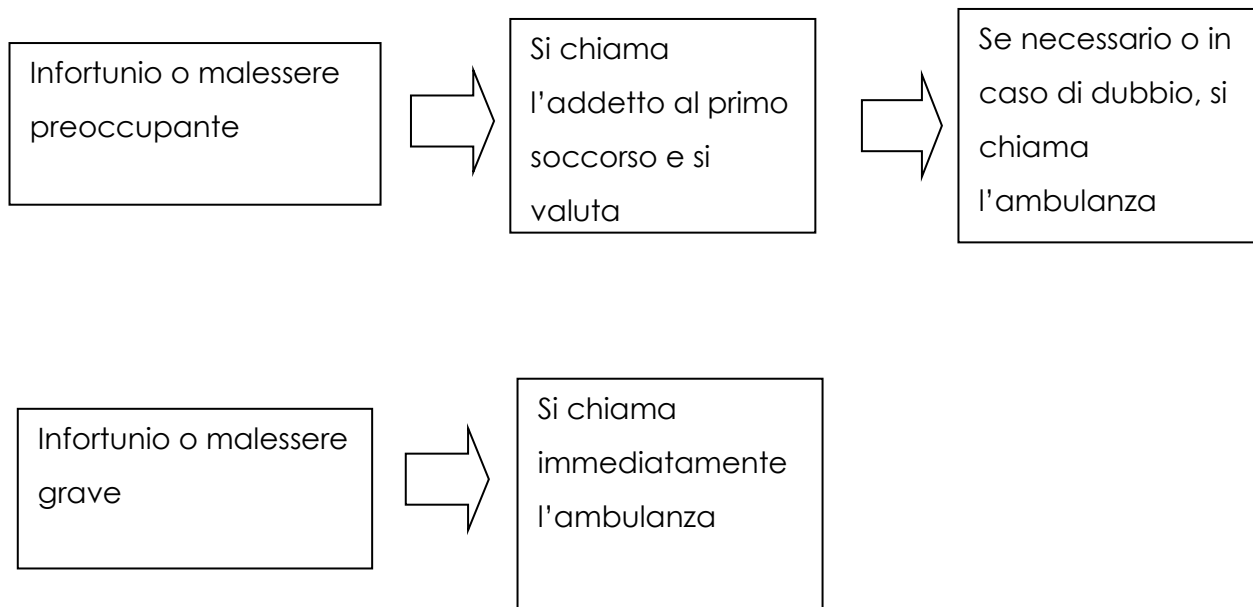 Infortunio o malessere
preoccupante
Si chiama
l’addetto al primo
soccorso e si
valuta
Se necessario o in
caso di dubbio, si
chiama
l’ambulanza
Infortunio o malessere
grave
Si chiama
immediatamente
l’ambulanza